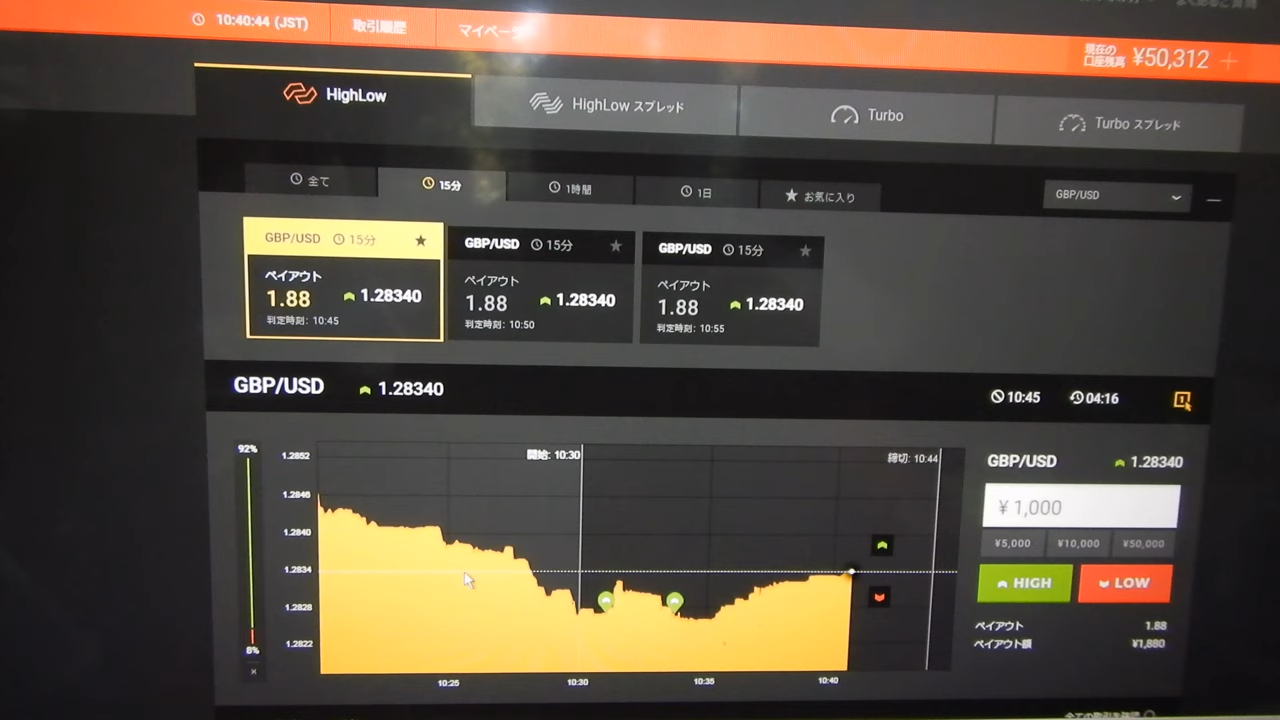 10:40:44 (JST) 取引履歴 マイページ 現在の口座残高 ¥50,312 +
HighLow HighLow スプレッド Turbo Turbo スプレッド
全て 15分 1時間 1日 お気に入り GBP/USD
GBP/USD 15分 GBP/USD 15分 GBP/USD 15分
ペイアウト ペイアウト ペイアウト
1.88 1.28340 1.88 1.28340 1.88 1.28340
判定時刻: 10:45 判定時刻: 10:50 判定時刻: 10:55
GBP/USD 1.28340 10:45 04:16
92% 1.2852 開始: 10:30 締切: 10:44 GBP/USD 1.28340
1.2846 ¥ 1,000
1.2840 ¥5,000 ¥10,000 ¥50,000
1.2834 HIGH LOW
1.2828 ペイアウト 1.88
8% 1.2822 ペイアウト額 ¥1,880
10:25 10:30 10:35 10:40